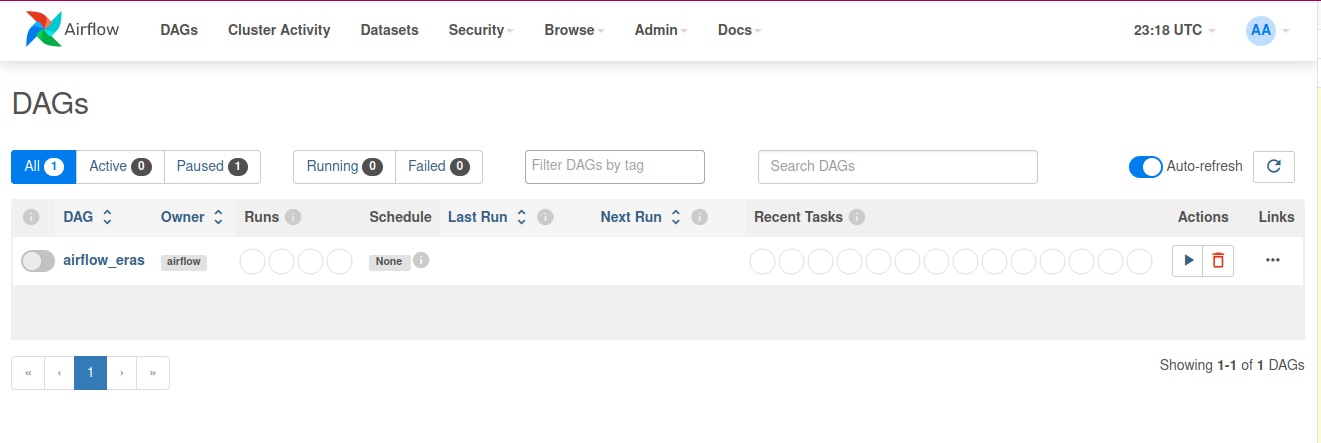 Airflow DAGs Cluster Activity Datasets Security Browse Admin Docs 23:18 UTC AA
DAGs
All 1 Active 0 Paused 1 Running 0 Failed 0 Filter DAGs by tag Search DAGs Auto-refresh
i DAG Owner Runs i Schedule Last Run i Next Run i Recent Tasks i Actions Links
airflow_eras airflow None i ...
« ‹ 1 › » Showing 1-1 of 1 DAGs